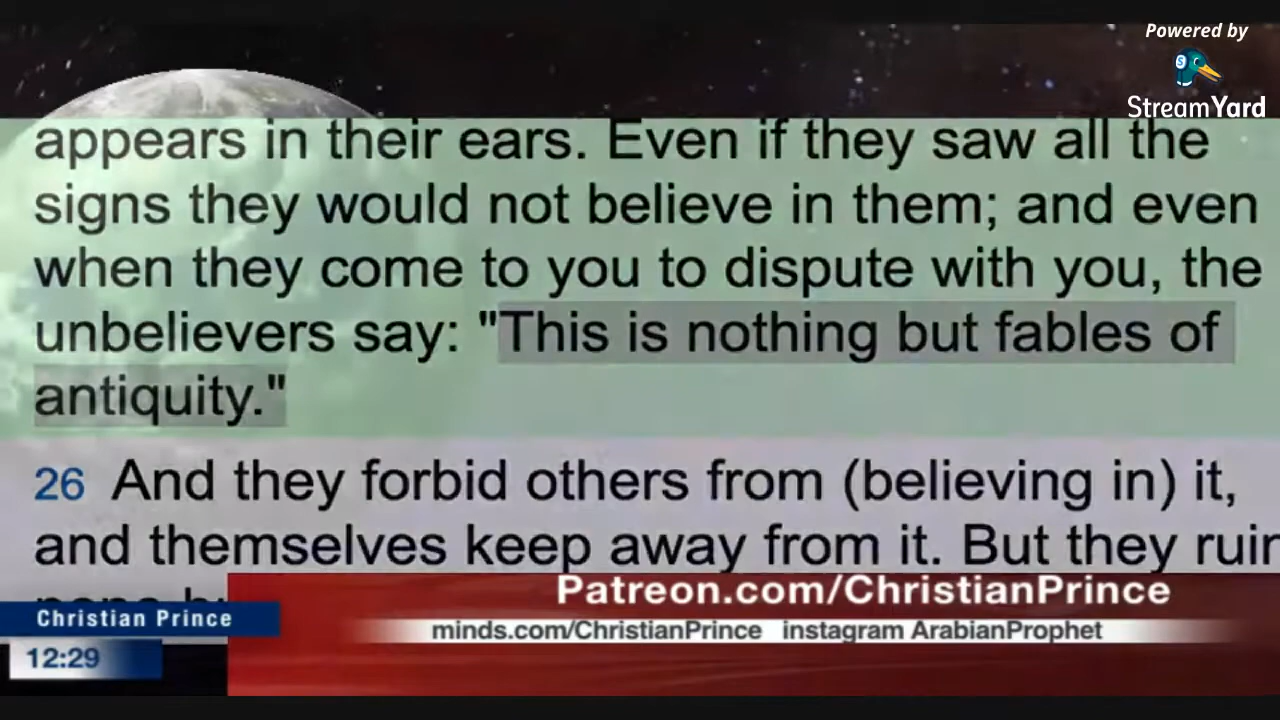 Powered by
StreamYard
appears in their ears. Even if they saw all the
signs they would not believe in them; and even
when they come to you to dispute with you, the
unbelievers say: "This is nothing but fables of
antiquity."
26 And they forbid others from (believing in) it,
and themselves keep away from it. But they ruin
Patreon.com/ChristianPrince
Christian Prince
minds.com/ChristianPrince instagram ArabianProphet
12:29